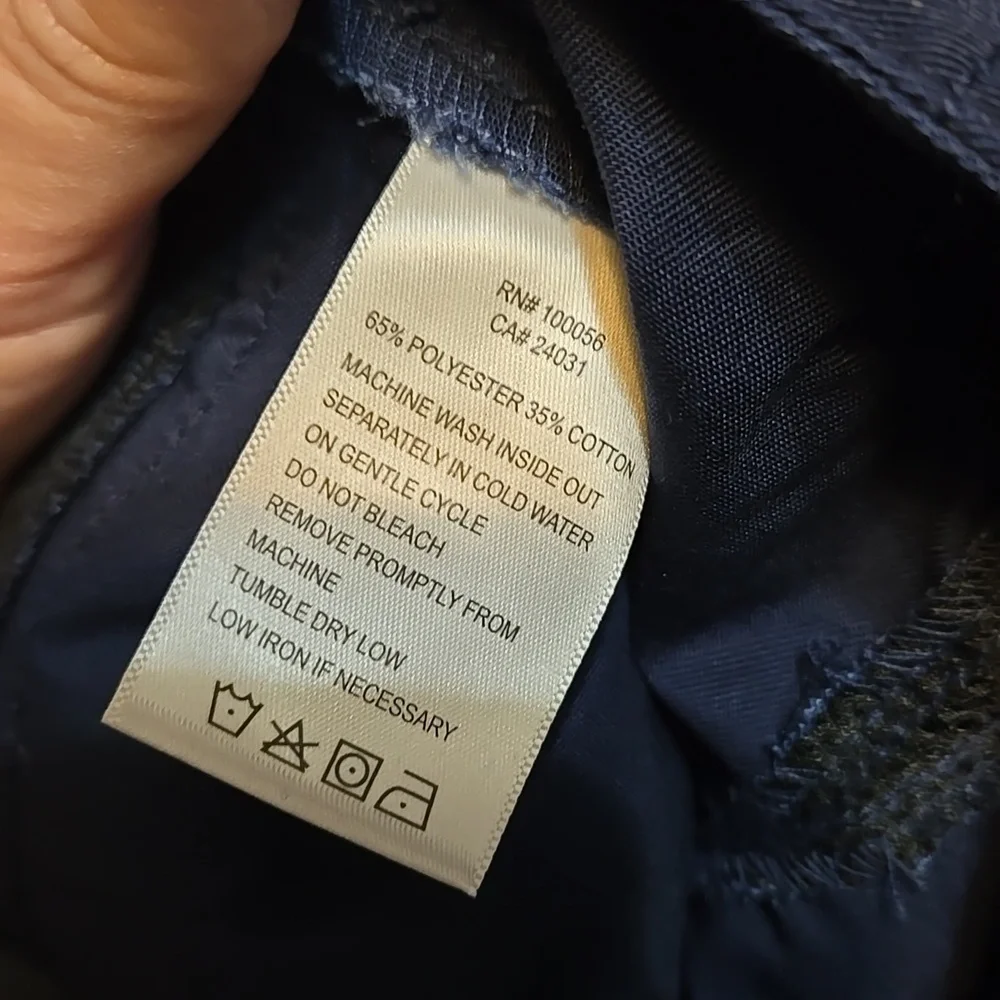 RN# 100056
CA# 24031
65% POLYESTER 35% COTTON
MACHINE WASH INSIDE OUT
SEPARATELY IN COLD WATER
ON GENTLE CYCLE
DO NOT BLEACH
REMOVE PROMPTLY FROM
MACHINE
TUMBLE DRY LOW
LOW IRON IF NECESSARY